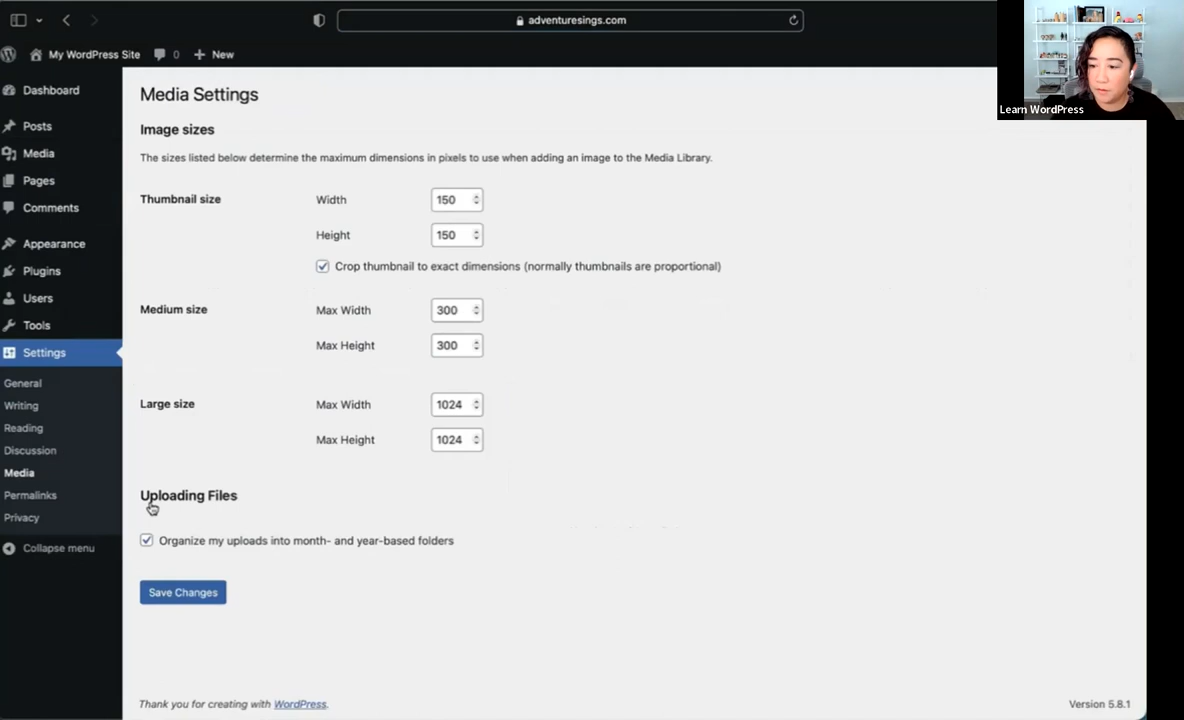 adventuresings.com
My WordPress Site 0 + New
Learn WordPress
Dashboard
Posts
Media
Pages
Comments
Appearance
Plugins
Users
Tools
Settings
General
Writing
Reading
Discussion
Media
Permalinks
Privacy
Collapse menu
Media Settings
Image sizes
The sizes listed below determine the maximum dimensions in pixels to use when adding an image to the Media Library.
Thumbnail size Width 150
Height 150
Crop thumbnail to exact dimensions (normally thumbnails are proportional)
Medium size Max Width 300
Max Height 300
Large size Max Width 1024
Max Height 1024
Uploading Files
Organize my uploads into month- and year-based folders
Save Changes
Thank you for creating with WordPress.
Version 5.8.1